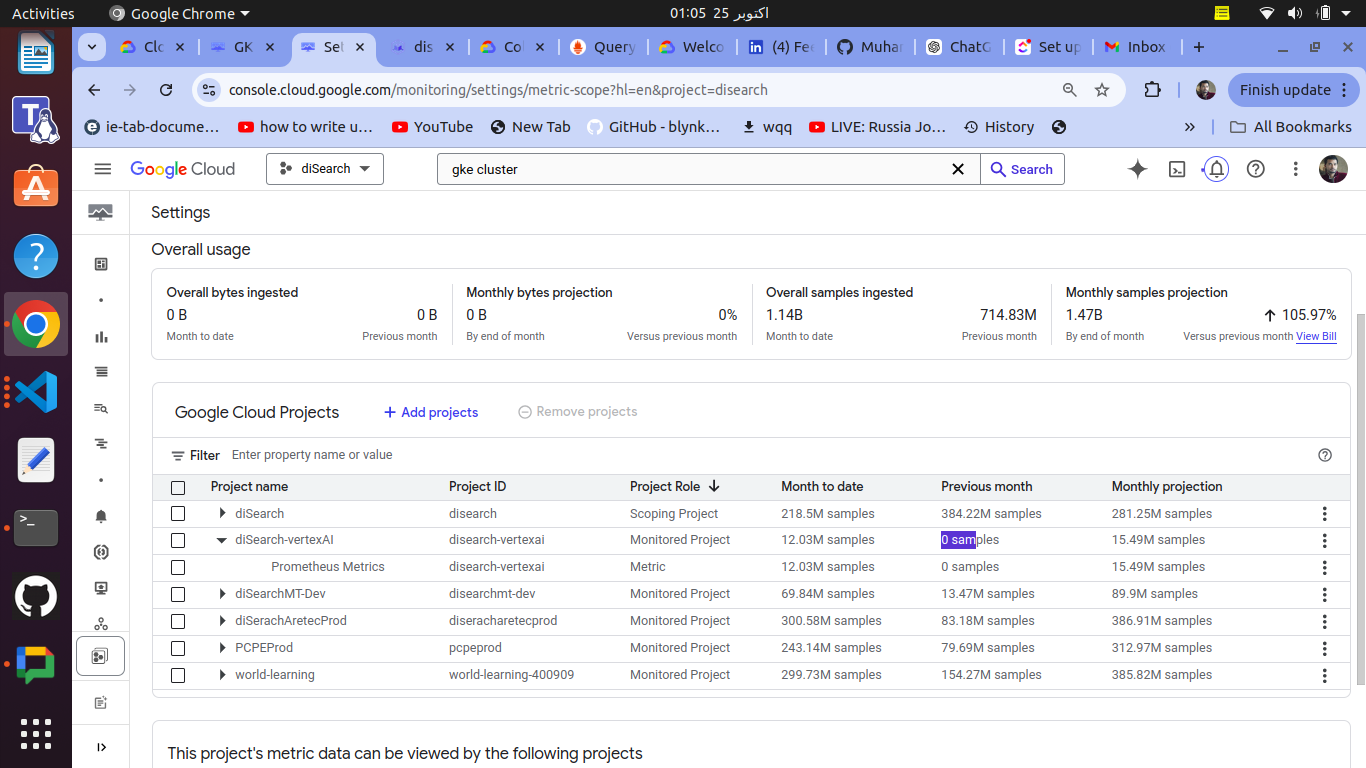 Activities
Google Chrome
01:05 25 اکتوبر
Clo
GK
Set
dis
Col
Query
Welco
(4) Fee
Muha
ChatG
Set up
Inbox
console.cloud.google.com/monitoring/settings/metric-scope?hl=en&project=disearch
Finish update
ie-tab-docume...
how to write u...
YouTube
New Tab
GitHub - blynk...
wqq
LIVE: Russia Jo...
History
»
All Bookmarks
Google Cloud
diSearch
gke cluster
Search
Settings
Overall usage
Overall bytes ingested
0 B 0 B
Month to date Previous month
Monthly bytes projection
0 B 0%
By end of month Versus previous month
Overall samples ingested
1.14B 714.83M
Month to date Previous month
Monthly samples projection
1.47B 105.97%
By end of month Versus previous month View Bill
Google Cloud Projects
Add projects
Remove projects
Filter Enter property name or value
Project name Project ID Project Role Month to date Previous month Monthly projection
diSearch disearch Scoping Project 218.5M samples 384.22M samples 281.25M samples
diSearch-vertexAI disearch-vertexai Monitored Project 12.03M samples 0 samples 15.49M samples
Prometheus Metrics disearch-vertexai Metric 12.03M samples 0 samples 15.49M samples
diSearchMT-Dev disearchmt-dev Monitored Project 69.84M samples 13.47M samples 89.9M samples
diSerachAretecProd diseracharetecprod Monitored Project 300.58M samples 83.18M samples 386.91M samples
PCPEProd pcpeprod Monitored Project 243.14M samples 79.69M samples 312.97M samples
world-learning world-learning-400909 Monitored Project 299.73M samples 154.27M samples 385.82M samples
This project's metric data can be viewed by the following projects